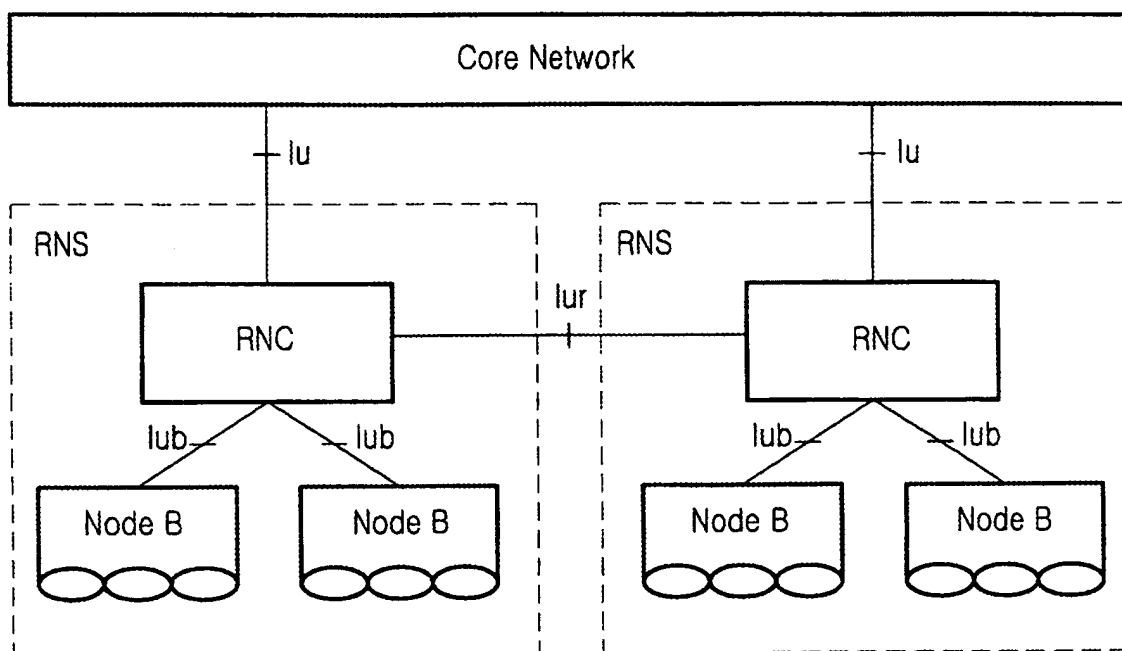 Core Network
Iu
Iu
RNS
RNS
Iur
RNC
RNC
Iub
Iub
Iub
Iub
Node B
Node B
Node B
Node B